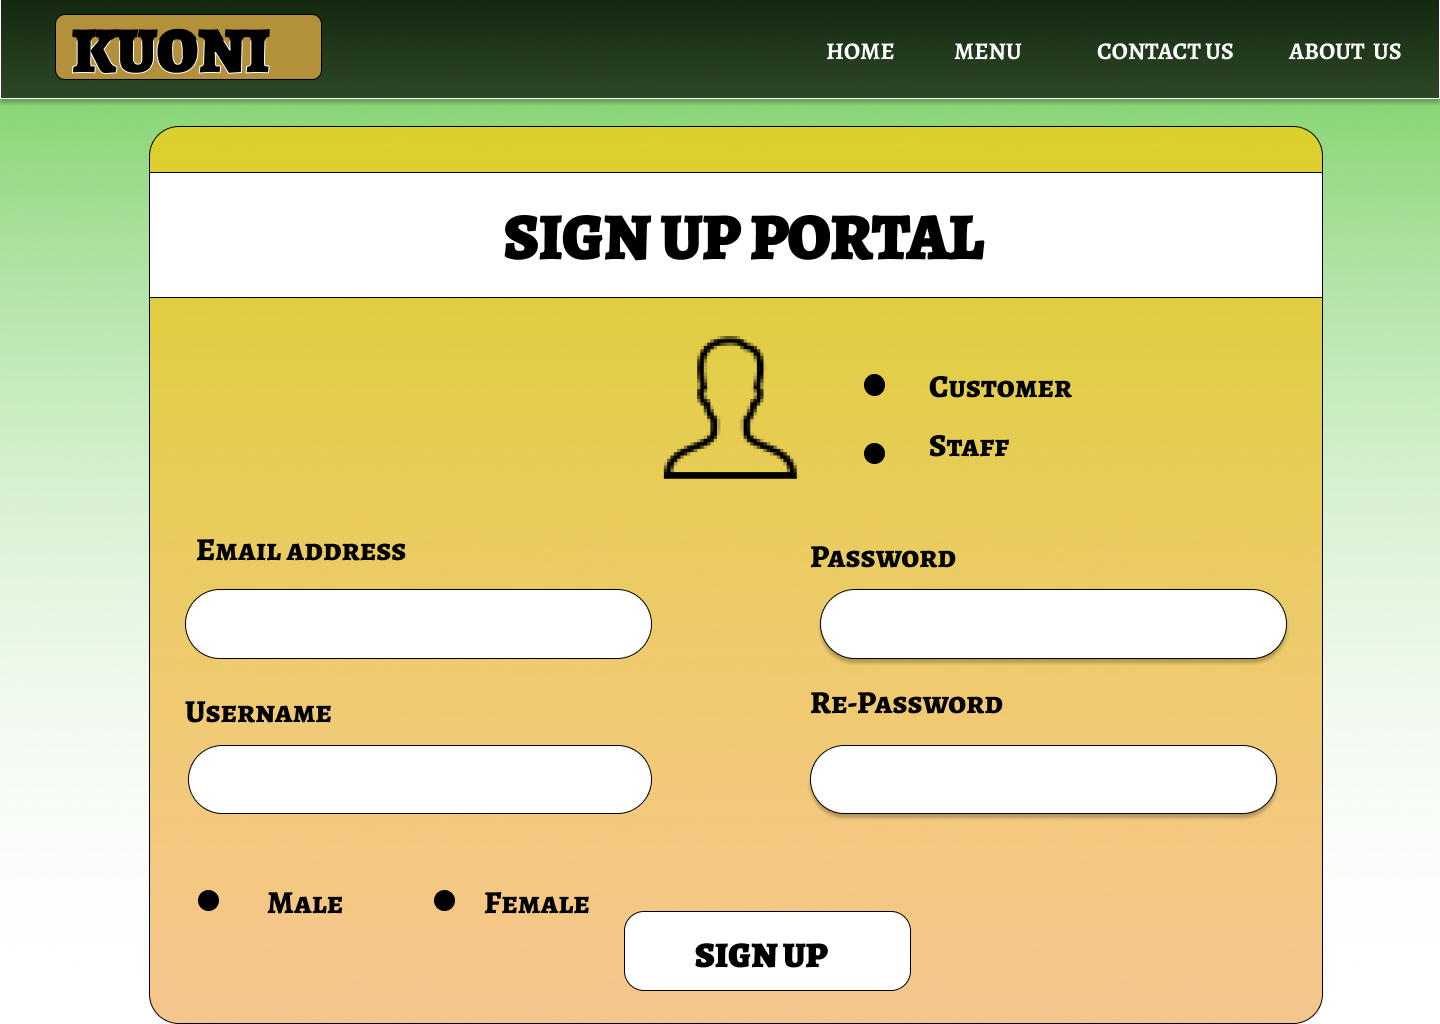 KUONI
HOME MENU CONTACT US ABOUT US
SIGN UP PORTAL
Customer
Staff
Email address
Password
Username
Re-Password
Male Female
SIGN UP